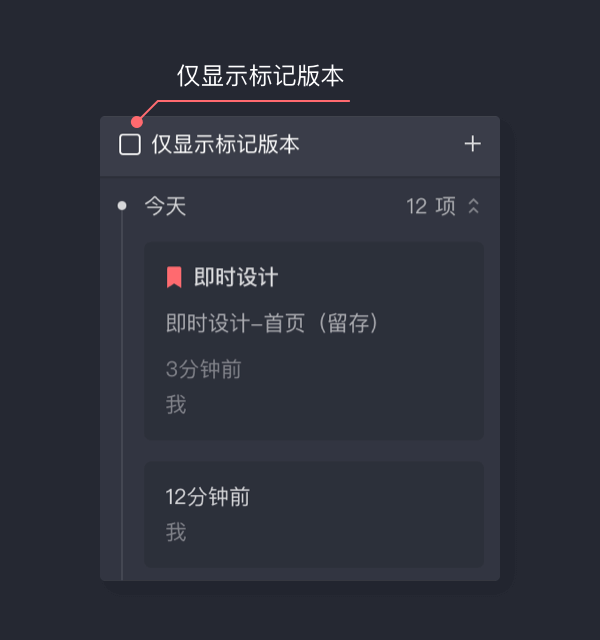 仅显示标记版本
仅显示标记版本
今天 12 项
即时设计
即时设计-首页（留存）
3分钟前
我
12分钟前
我